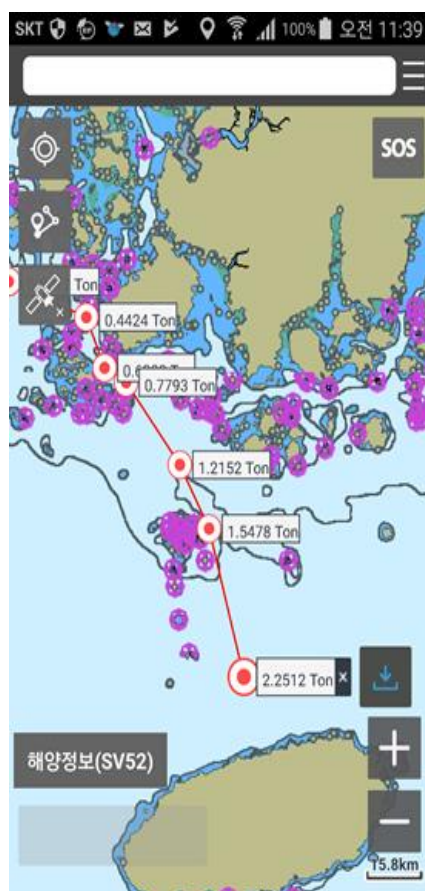 SKT 100% 오전 11:39
SOS
Ton
0.4424 Ton
0.7793 Ton
1.2152 Ton
1.5478 Ton
2.2512 Ton ×
해양정보(SV52)
15.8km